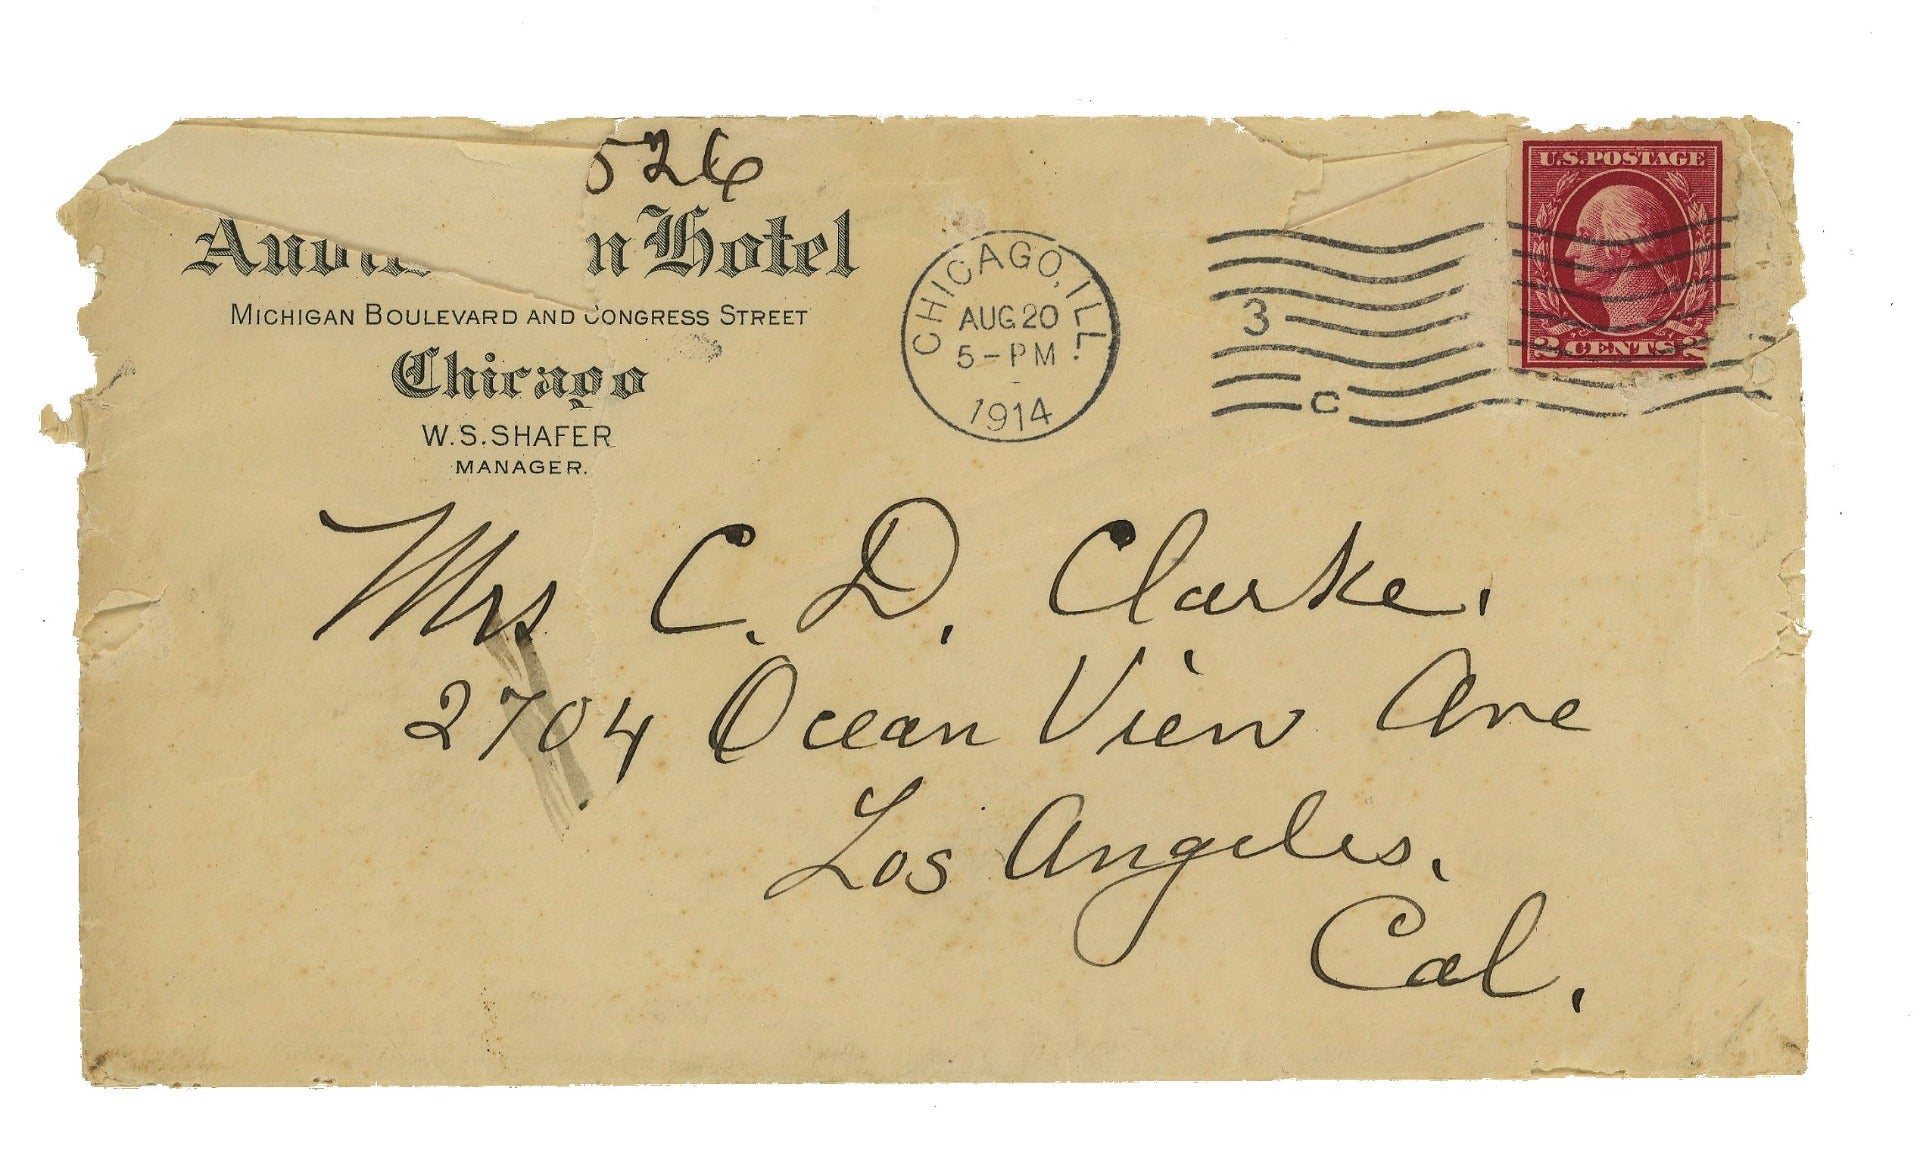 526
Hotel
MICHIGAN BOULEVARD AND CONGRESS STREET
Chicago
W. S. SHAFER
MANAGER.
CHICAGO, ILL.
AUG 20
5-PM
1914
3
C
U.S. POSTAGE
2 CENTS 2
Mrs C. D. Clarke.
2704 Ocean View Ave
Los Angeles.
Cal.